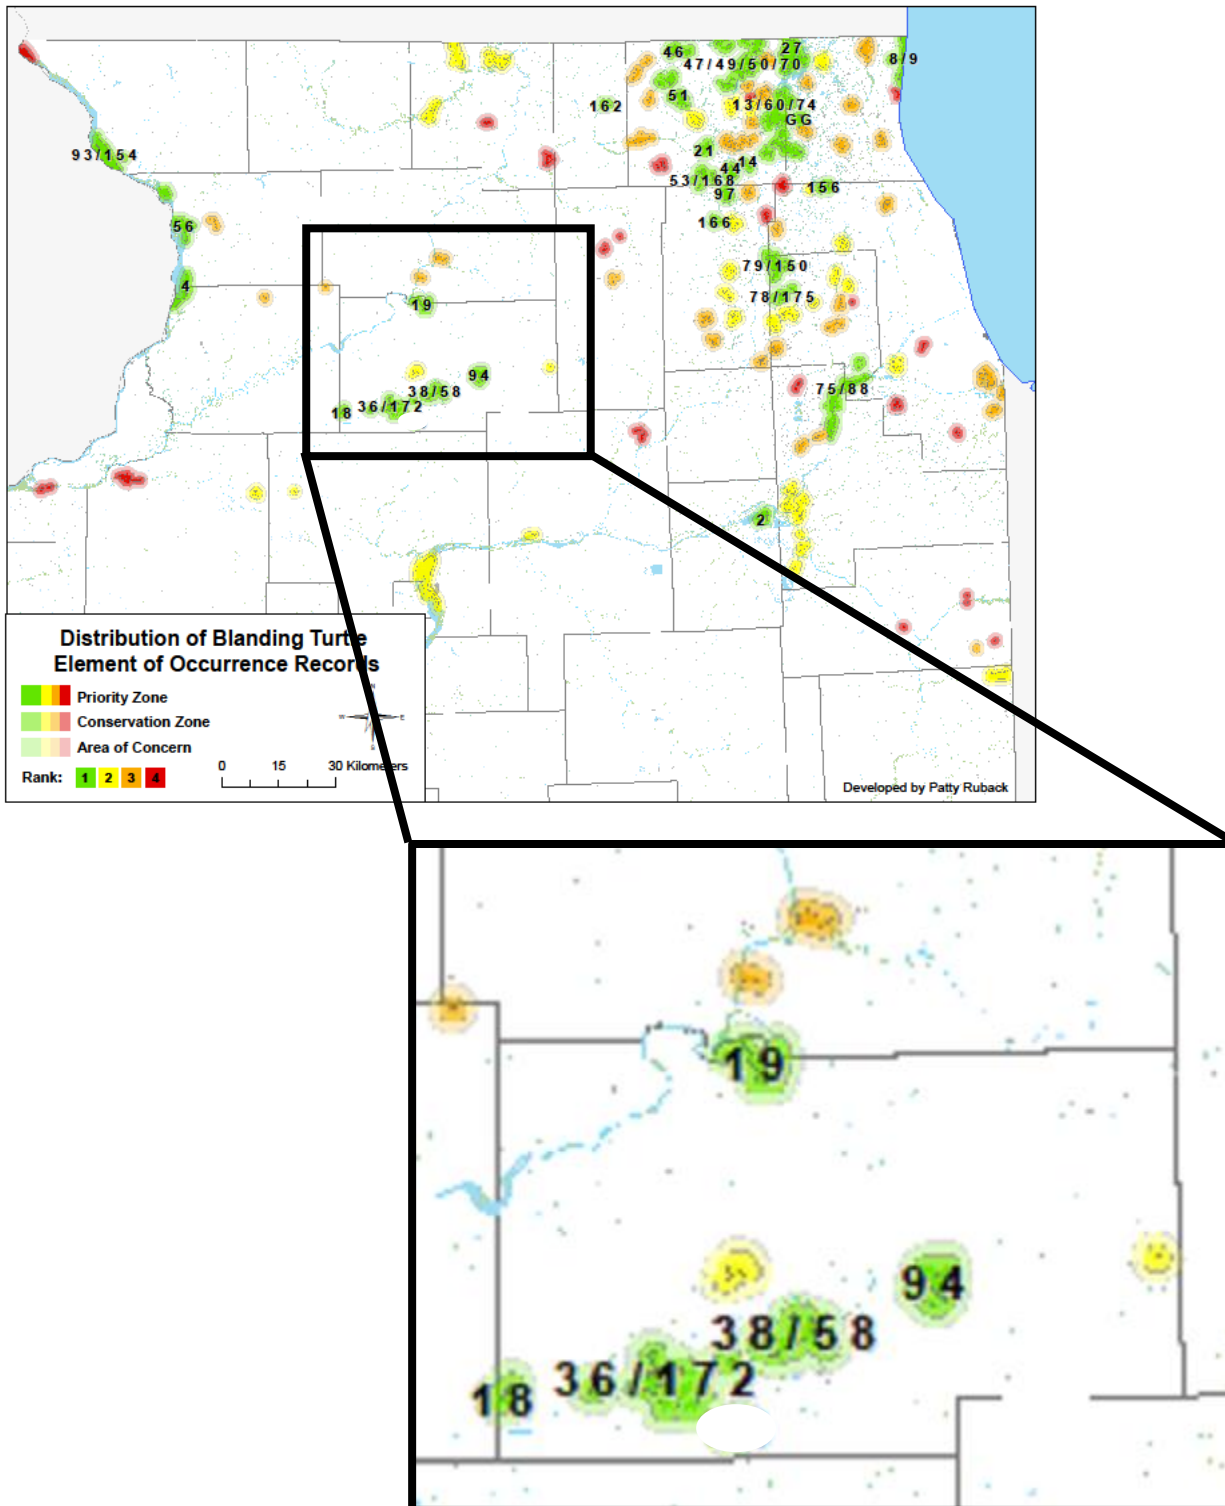 46
27
47/49/50/70
8/9
51
162
13/60/74
GG
93/154
21
14
44
53/168
97
156
166
56
79/150
4
78/175
19
94
75/88
38/58
36/172
18
2
Distribution of Blanding Turtle
Element of Occurrence Records
Priority Zone
Conservation Zone
Area of Concern
N
W E
S
Rank: 1 2 3 4
0 15 30 Kilometers
Developed by Patty Ruback
19
94
38/58
36/172
18